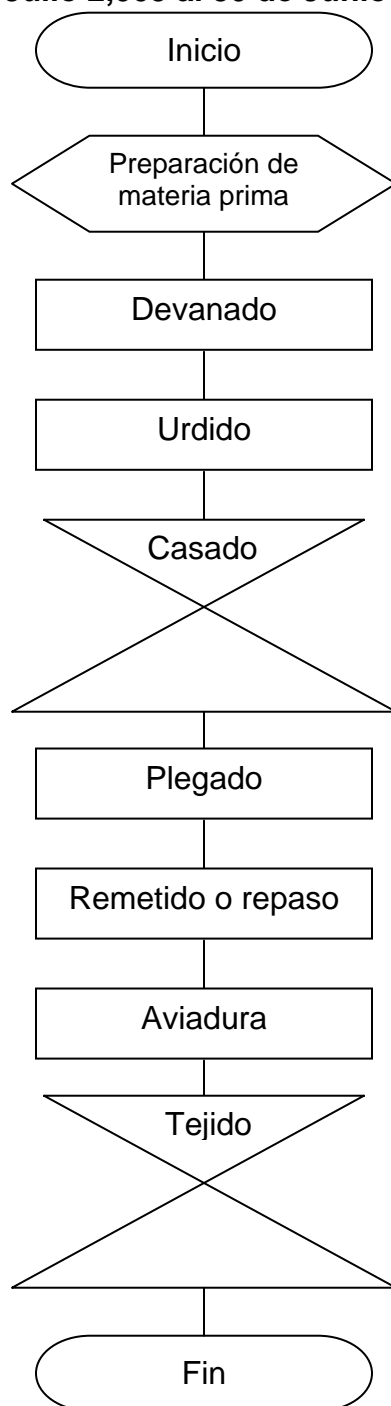 Inicio
Preparación de
materia prima
Devanado
Urdido
Casado
Plegado
Remetido o repaso
Aviadura
Tejido
Fin